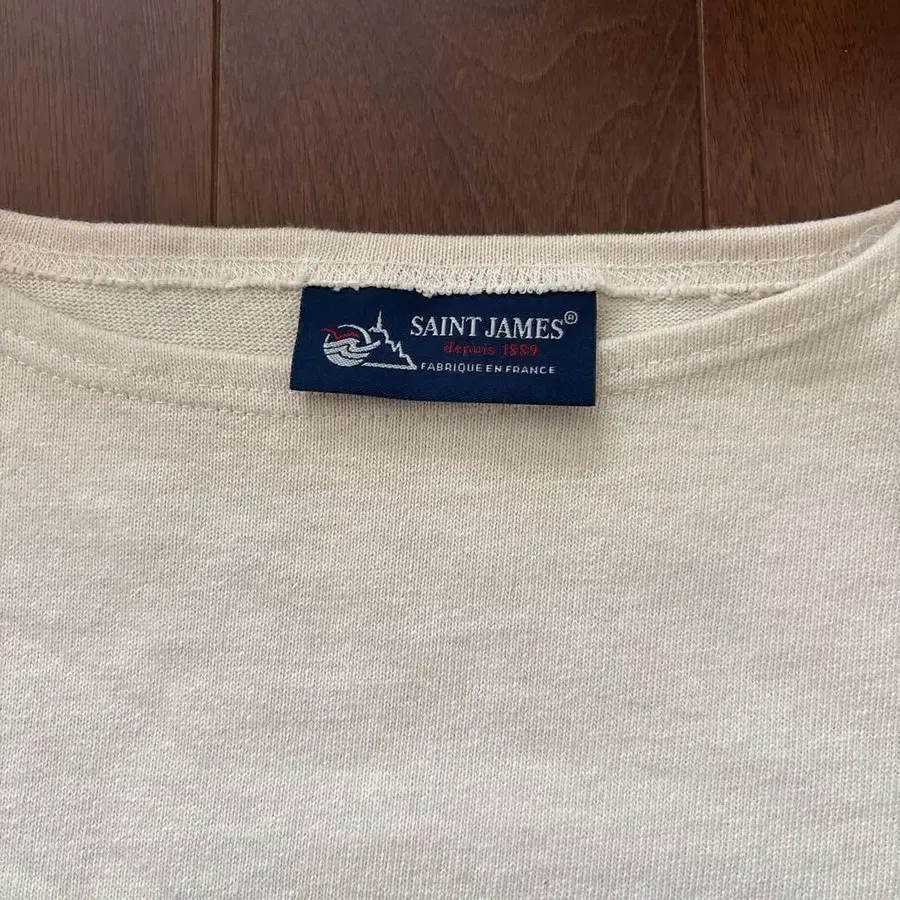 SAINT JAMES®
depuis 1889
FABRIQUE EN FRANCE